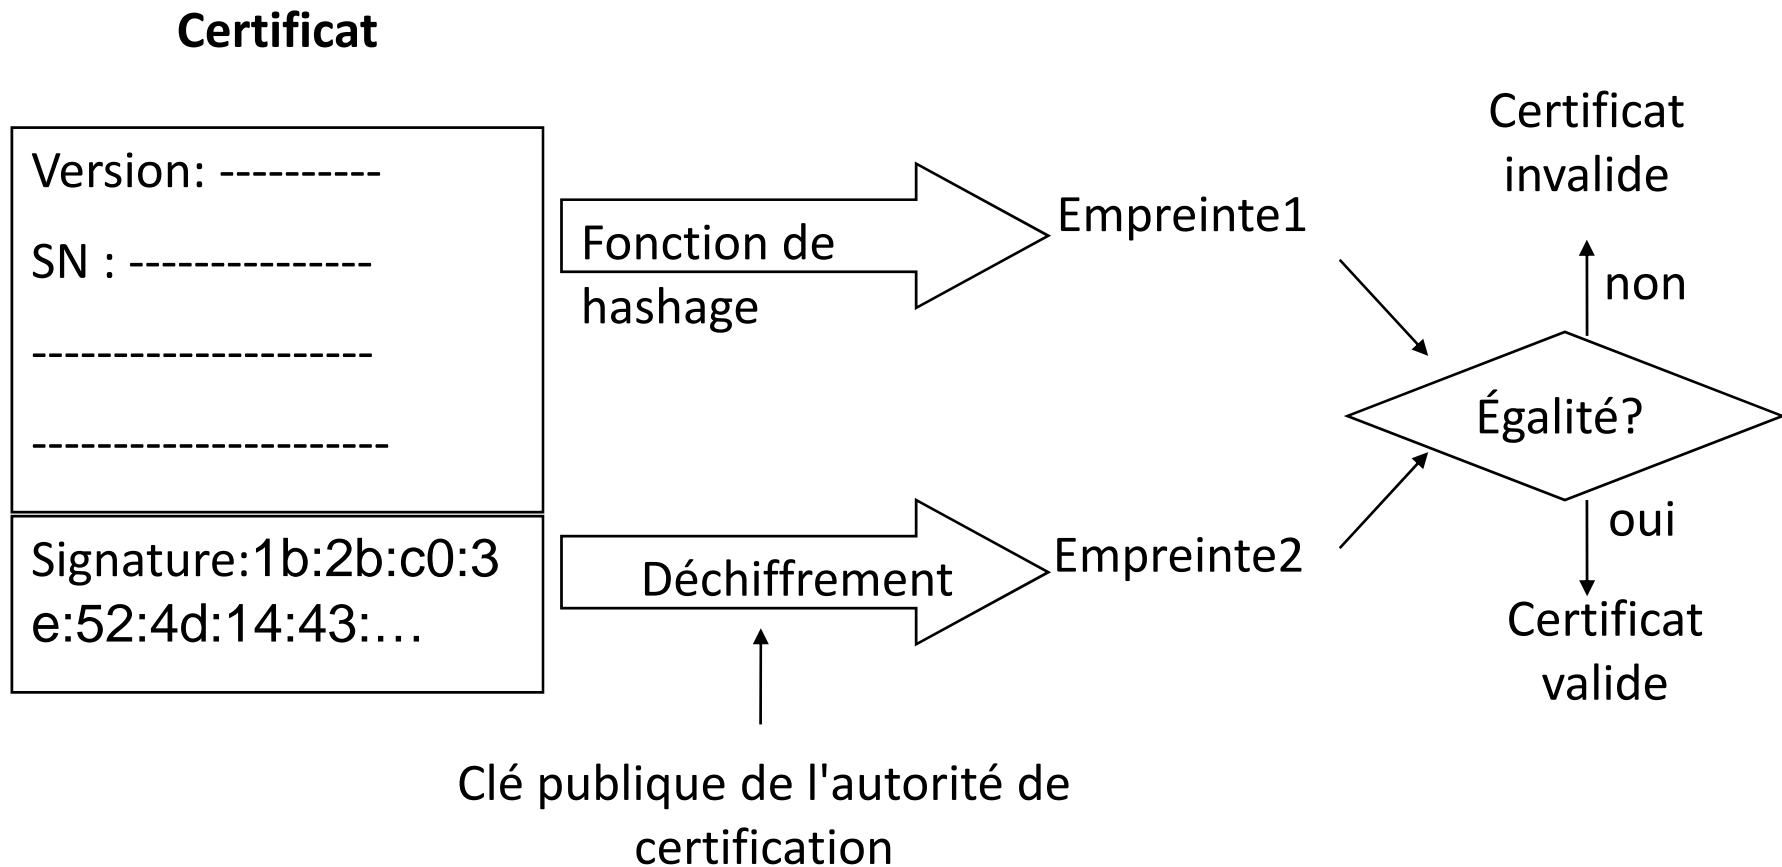 Certificat
Version: ----------
SN : ---------------
---------------------
----------------------
Signature:1b:2b:c0:3
e:52:4d:14:43:…
Fonction de
hashage
Déchiffrement
Clé publique de l'autorité de
certification
Empreinte1
Empreinte2
Certificat
invalide
non
Égalité?
oui
Certificat
valide